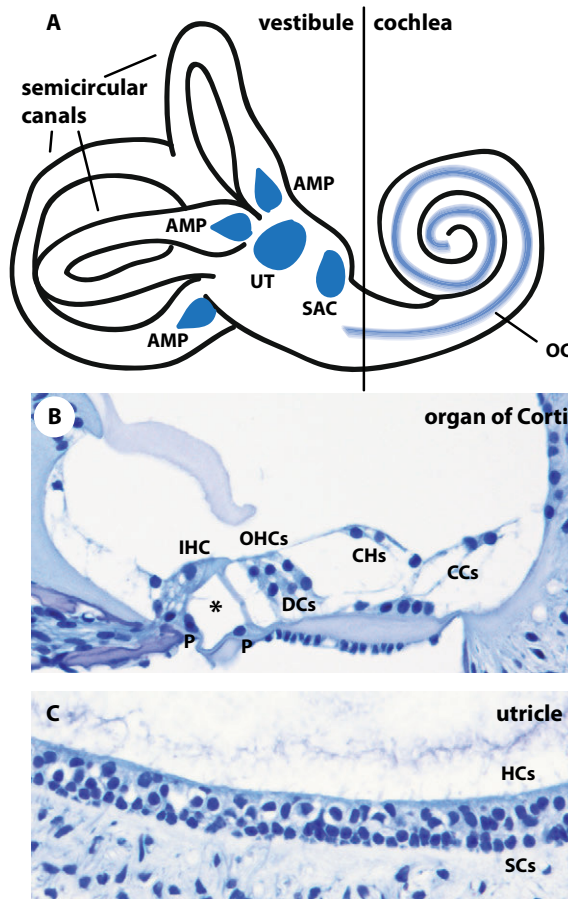 A
vestibule
cochlea
semicircular
canals
AMP
AMP
UT
SAC
AMP
OC
B
organ of Corti
IHC
OHCs
CHs
CCs
*
DCs
P
P
C
utricle
HCs
SCs